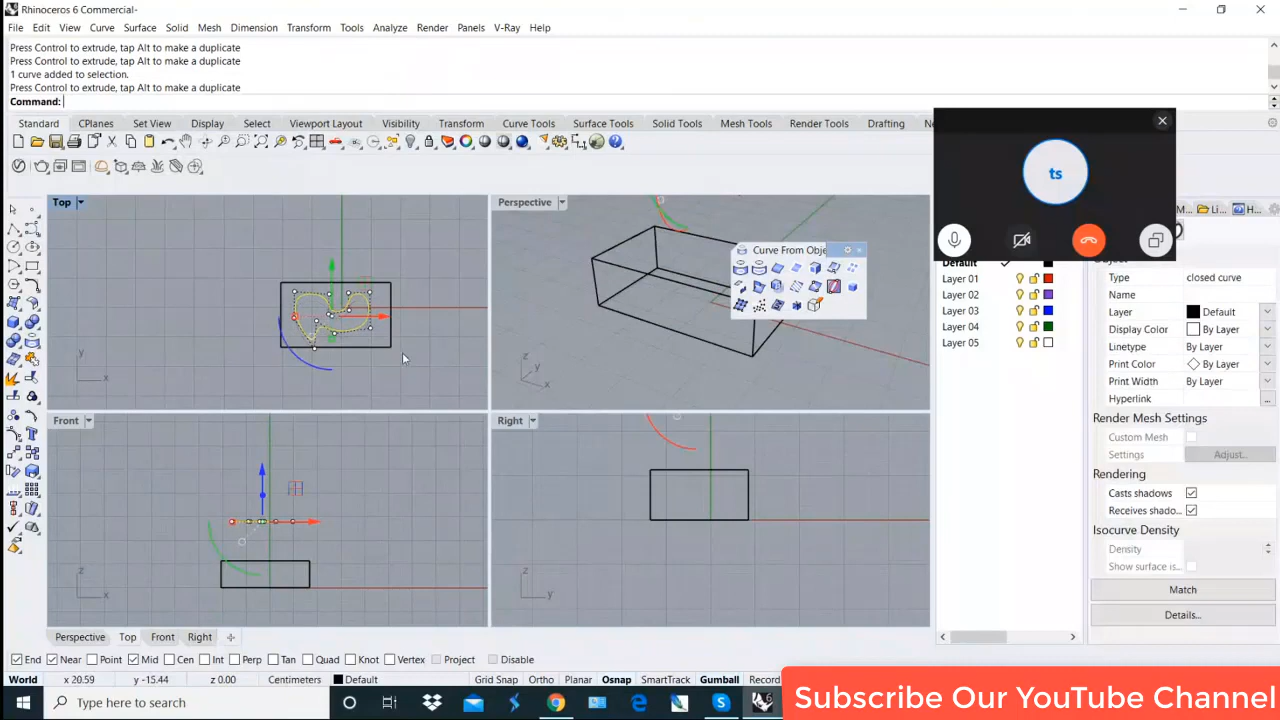 Rhinoceros 6 Commercial-
File Edit View Curve Surface Solid Mesh Dimension Transform Tools Analyze Render Panels V-Ray Help
Press Control to extrude, tap Alt to make a duplicate
Press Control to extrude, tap Alt to make a duplicate
1 curve added to selection.
Press Control to extrude, tap Alt to make a duplicate
Command:
Standard CPlanes Set View Display Select Viewport Layout Visibility Transform Curve Tools Surface Tools Solid Tools Mesh Tools Render Tools Drafting
ts
Top
Perspective
Curve From Obje
M... Li... H...
Default
Layer 01
Layer 02
Layer 03
Layer 04
Layer 05
Type closed curve
Name
Layer Default
Display Color By Layer
Linetype By Layer
Print Color By Layer
Print Width By Layer
Hyperlink ...
Render Mesh Settings
Custom Mesh
Settings Adjust..
Rendering
Casts shadows
Receives shado...
Isocurve Density
Density
Show surface is...
Match
Details...
y
x
z
y
x
Front
Right
z
x
z
y
Perspective Top Front Right
End Near Point Mid Cen Int Perp Tan Quad Knot Vertex Project Disable
World x 20.59 y -15.44 z 0.00 Centimeters Default Grid Snap Ortho Planar Osnap SmartTrack Gumball Record
Type here to search
Subscribe Our YouTube Channel